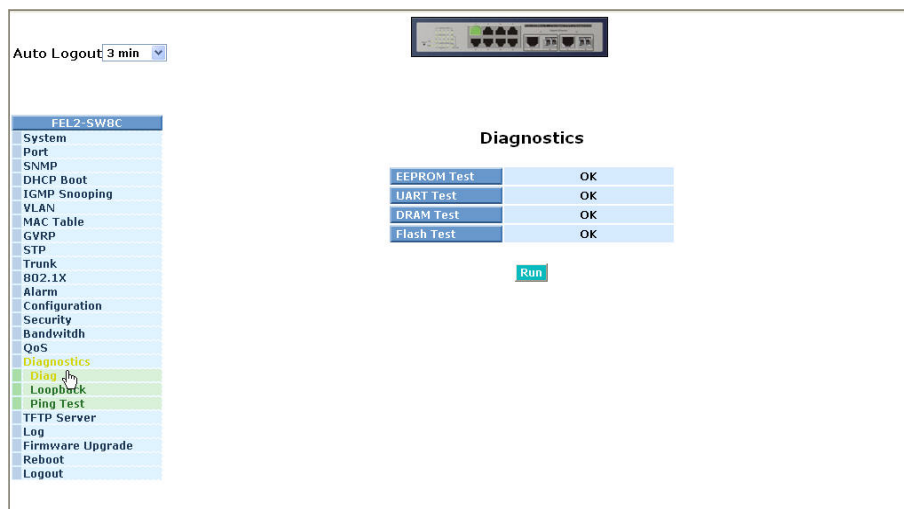 Auto Logout 3 min
FEL2-SW8C
System
Port
SNMP
DHCP Boot
IGMP Snooping
VLAN
MAC Table
GVRP
STP
Trunk
802.1X
Alarm
Configuration
Security
Bandwitdh
QoS
Diagnostics
Diag
Loopback
Ping Test
TFTP Server
Log
Firmware Upgrade
Reboot
Logout
Diagnostics
EEPROM Test OK
UART Test OK
DRAM Test OK
Flash Test OK
Run